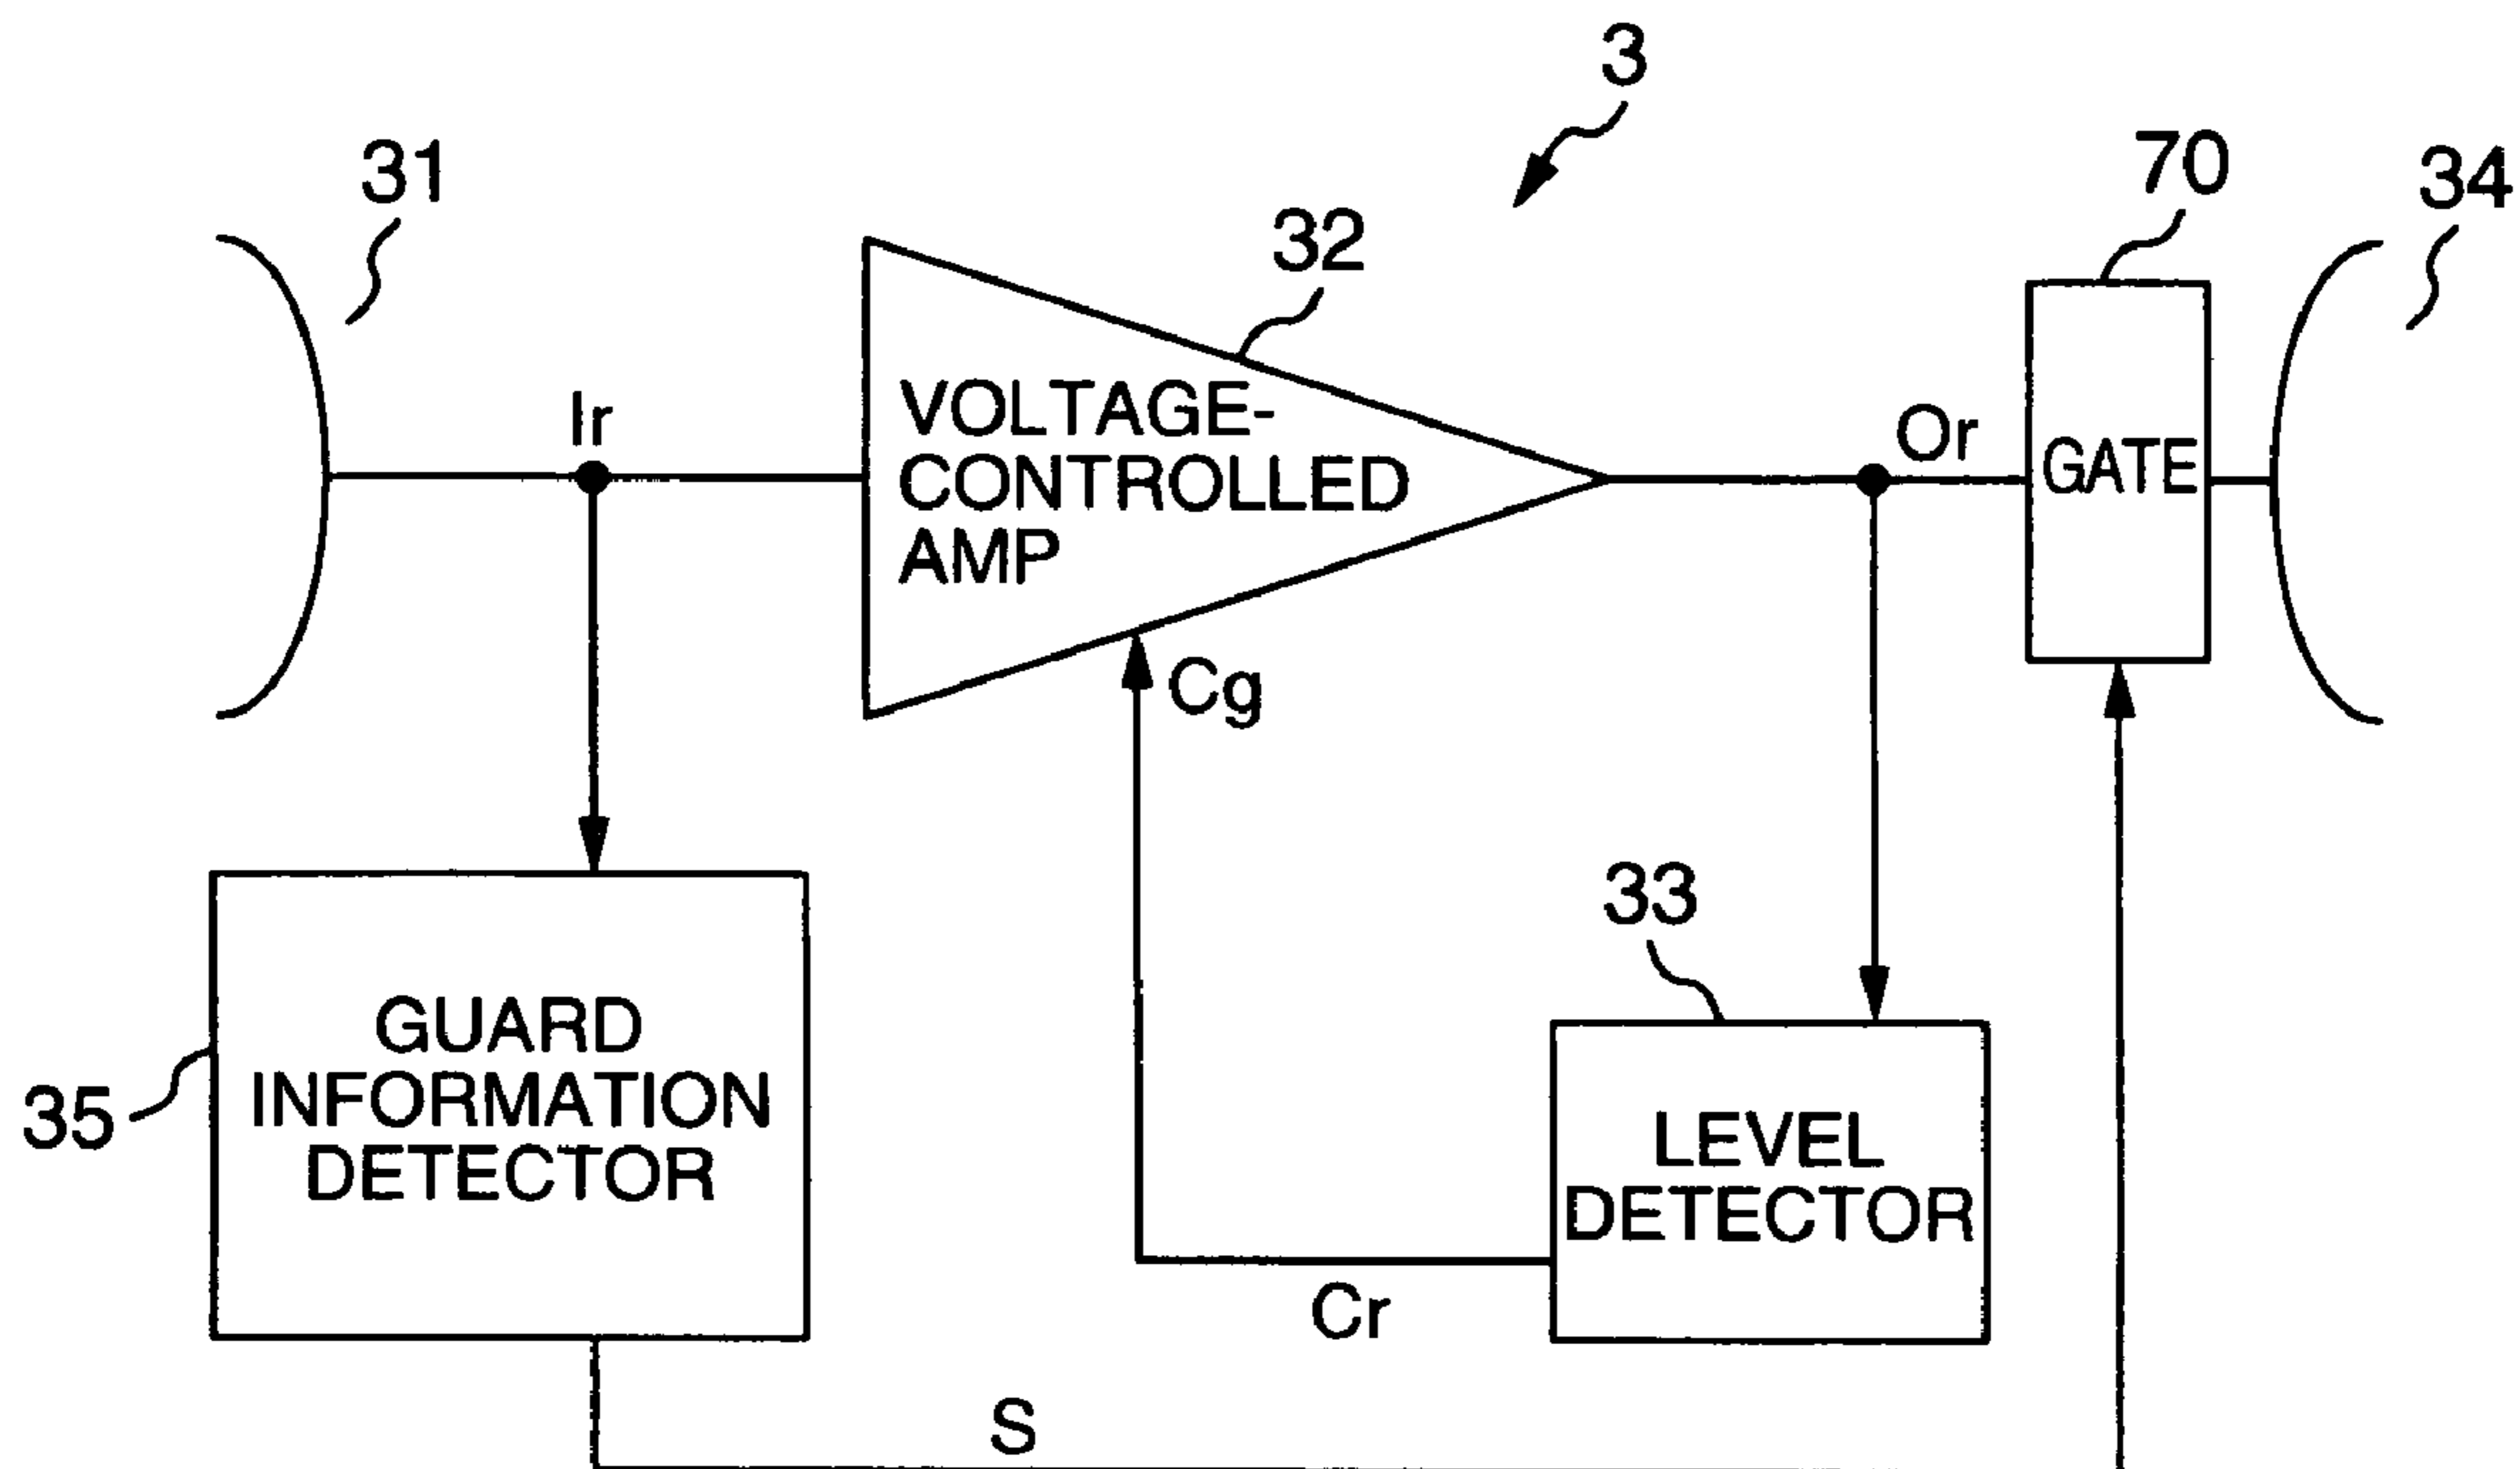 3
31
70
34
32
Ir
VOLTAGE-
CONTROLLED
AMP
Or
GATE
Cg
33
GUARD
INFORMATION
DETECTOR
35
LEVEL
DETECTOR
Cr
S